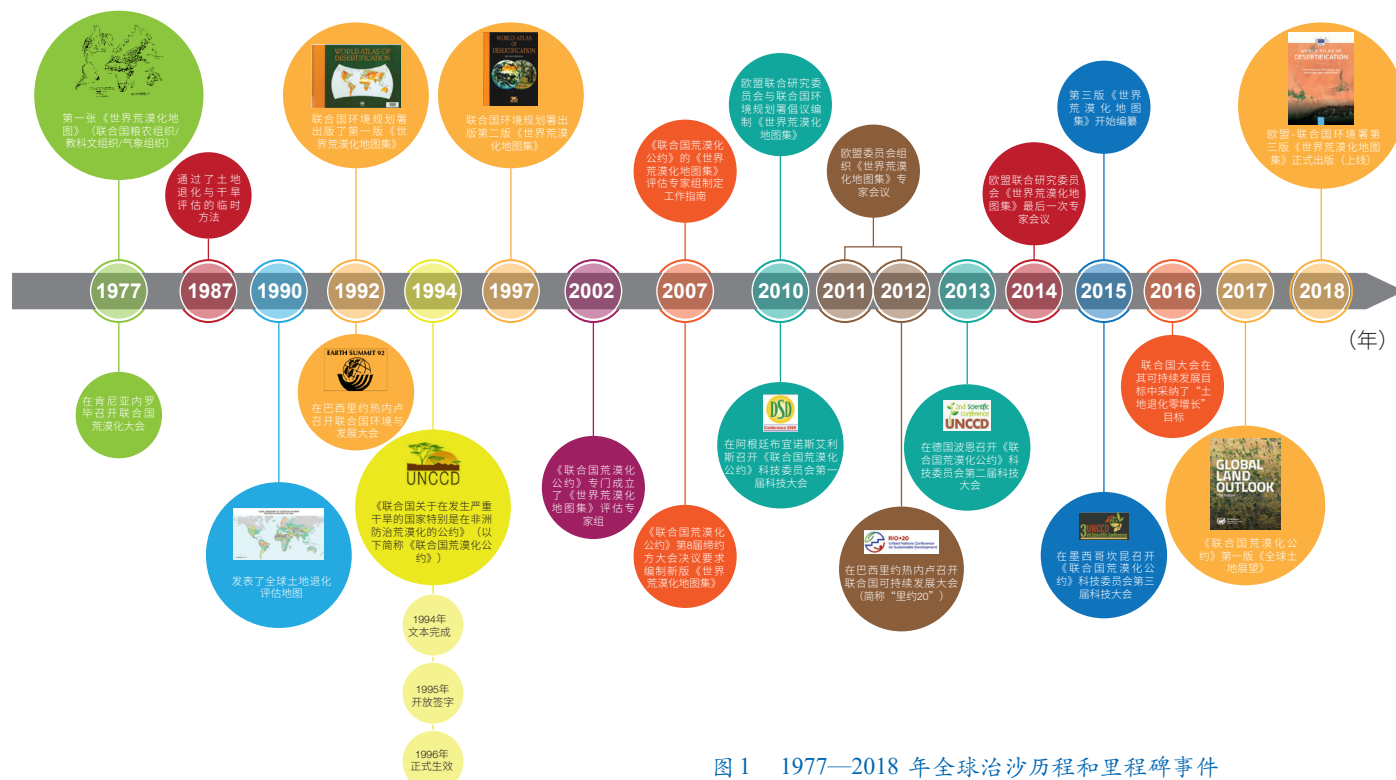 第一张《世界荒漠化地
图》（联合国粮农组织/
教科文组织/气象组织）
通过了土地
退化与干旱
评估的临时
方法
WORLD ATLAS OF
DESERTIFICATION
联合国环境规划署
出版了第一版《世
界荒漠化地图集》
WORLD ATLAS
OF
DESERTIFICATION
联合国环境规划署出
版第二版《世界荒漠
化地图集》
《联合国荒漠化
公约》的《世界
荒漠化地图集》
评估专家组制定
工作指南
欧盟联合研究委
员会与联合国环
境规划署倡议编
制《世界荒漠化
地图集》
欧盟委员会组
织《世界荒漠
化地图集》专
家会议
欧盟联合研究委员
会《世界荒漠化地
图集》最后一次专
家会议
第三版《世界
荒漠化地图
集》开始编纂
WORLD ATLAS OF
DESERTIFICATION
欧盟-联合国环境署第
三版《世界荒漠化地图
集》正式出版（上线）
1977
1987
1990
1992
1994
1997
2002
2007
2010
2011
2012
2013
2014
2015
2016
2017
2018
（年）
在肯尼亚内罗
毕召开联合国
荒漠化大会
发表了全球土地退化
评估地图
EARTH SUMMIT 92
在巴西里约热内卢
召开联合国环境与
发展大会
UNCCD
《联合国关于在发生严重
干旱的国家特别是在非洲
防治荒漠化的公约》（以
下简称《联合国荒漠化公
约》）
1994年
文本完成
1995年
开放签字
1996年
正式生效
《联合国荒漠化
公约》专门成立
了《世界荒漠化
地图集》评估专
家组
《联合国荒漠化
公约》第8届缔约
方大会决议要求
编制新版《世界
荒漠化地图集》
DSD
在阿根廷布宜诺斯艾利
斯召开《联合国荒漠化
公约》科技委员会第一
届科技大会
RIO+20
United Nations Conference
on Sustainable Development
在巴西里约热内卢召开
联合国可持续发展大会
（简称“里约20”）
2nd Scientific
Conference
UNCCD
在德国波恩召开《联
合国荒漠化公约》科
技委员会第二届科技
大会
3 UNCCD
在墨西哥坎昆召开
《联合国荒漠化公
约》科技委员会第三
届科技大会
联合国大会在
其可持续发展目
标中采纳了“土
地退化零增长”
目标
GLOBAL
LAND
OUTLOOK
《联合国荒漠化公
约》第一版《全球土
地展望》
图1 1977—2018 年全球治沙历程和里程碑事件